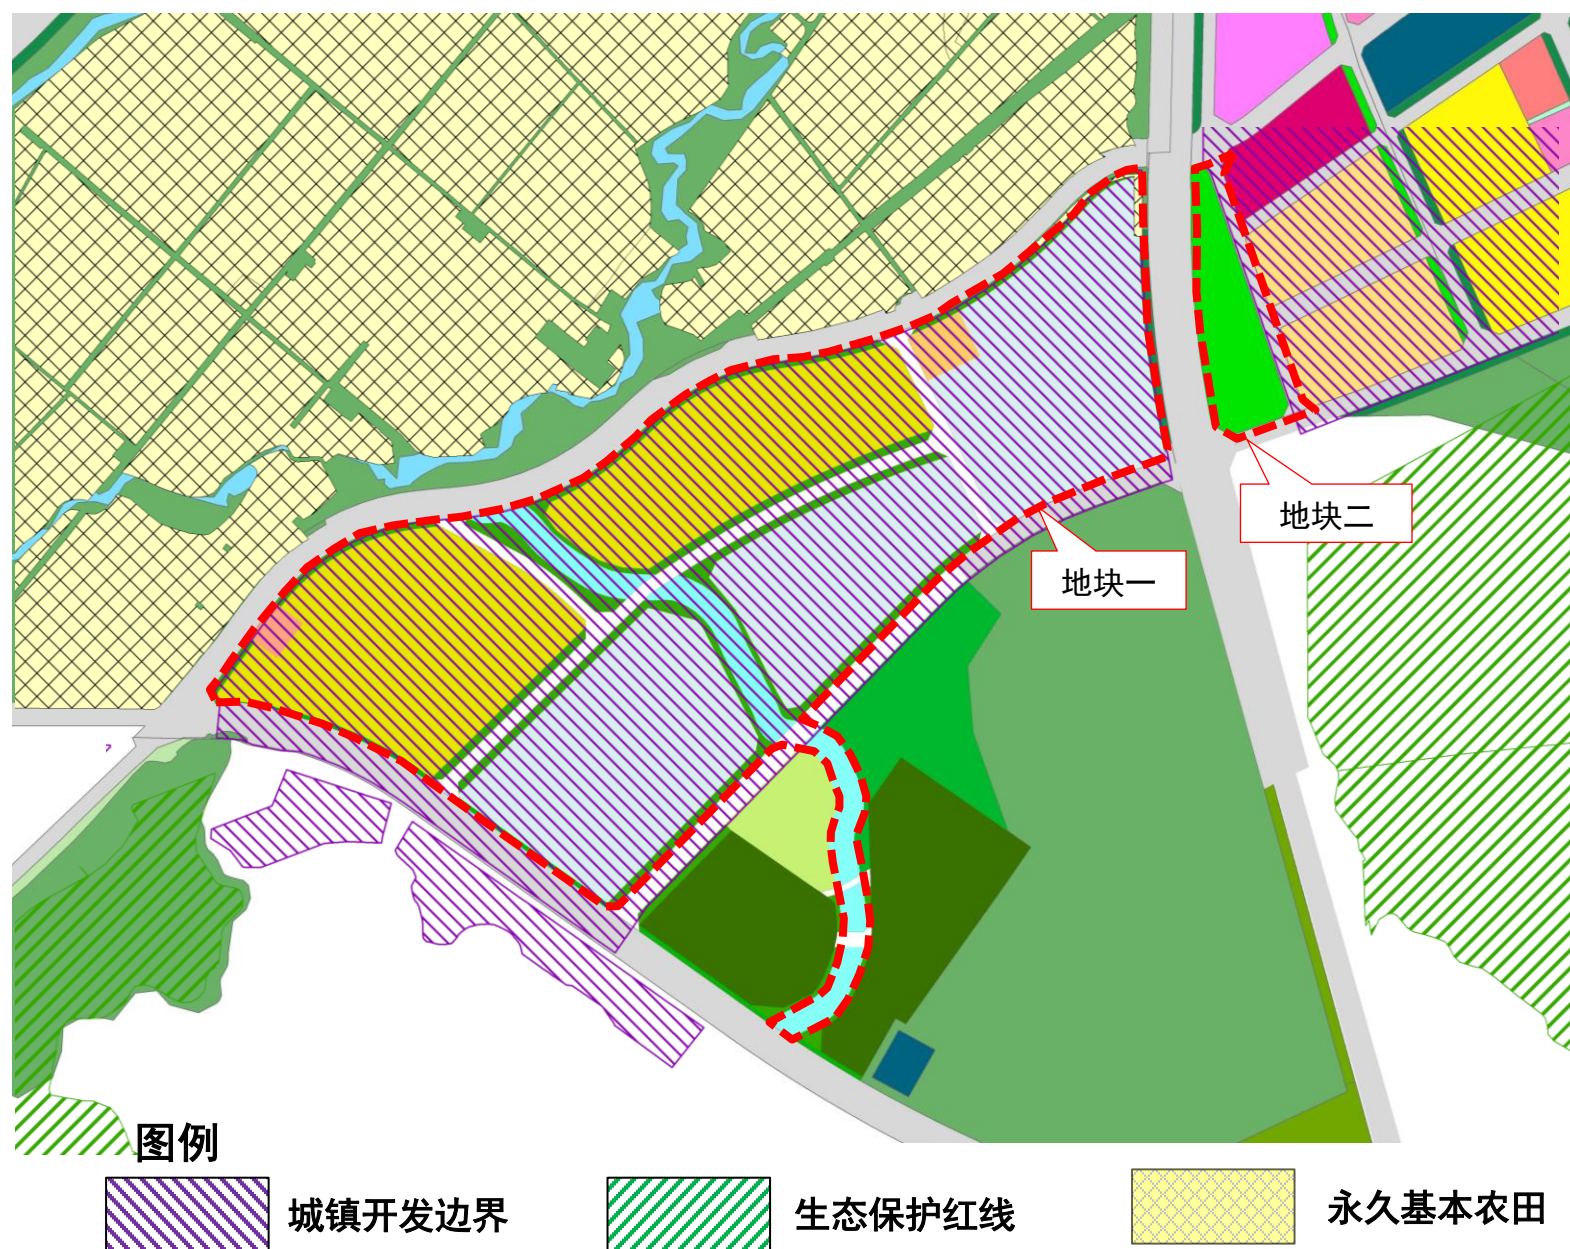 地块二
地块一
图例
城镇开发边界
生态保护红线
永久基本农田